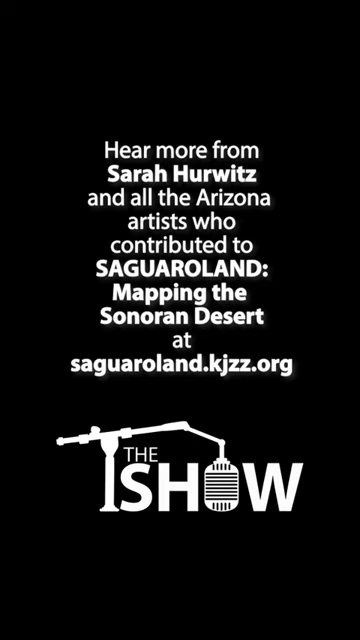 Hear more from
Sarah Hurwitz
and all the Arizona
artists who
contributed to
SAGUAROLAND:
Mapping the
Sonoran Desert
at
saguaroland.kjzz.org
THE
SHOW